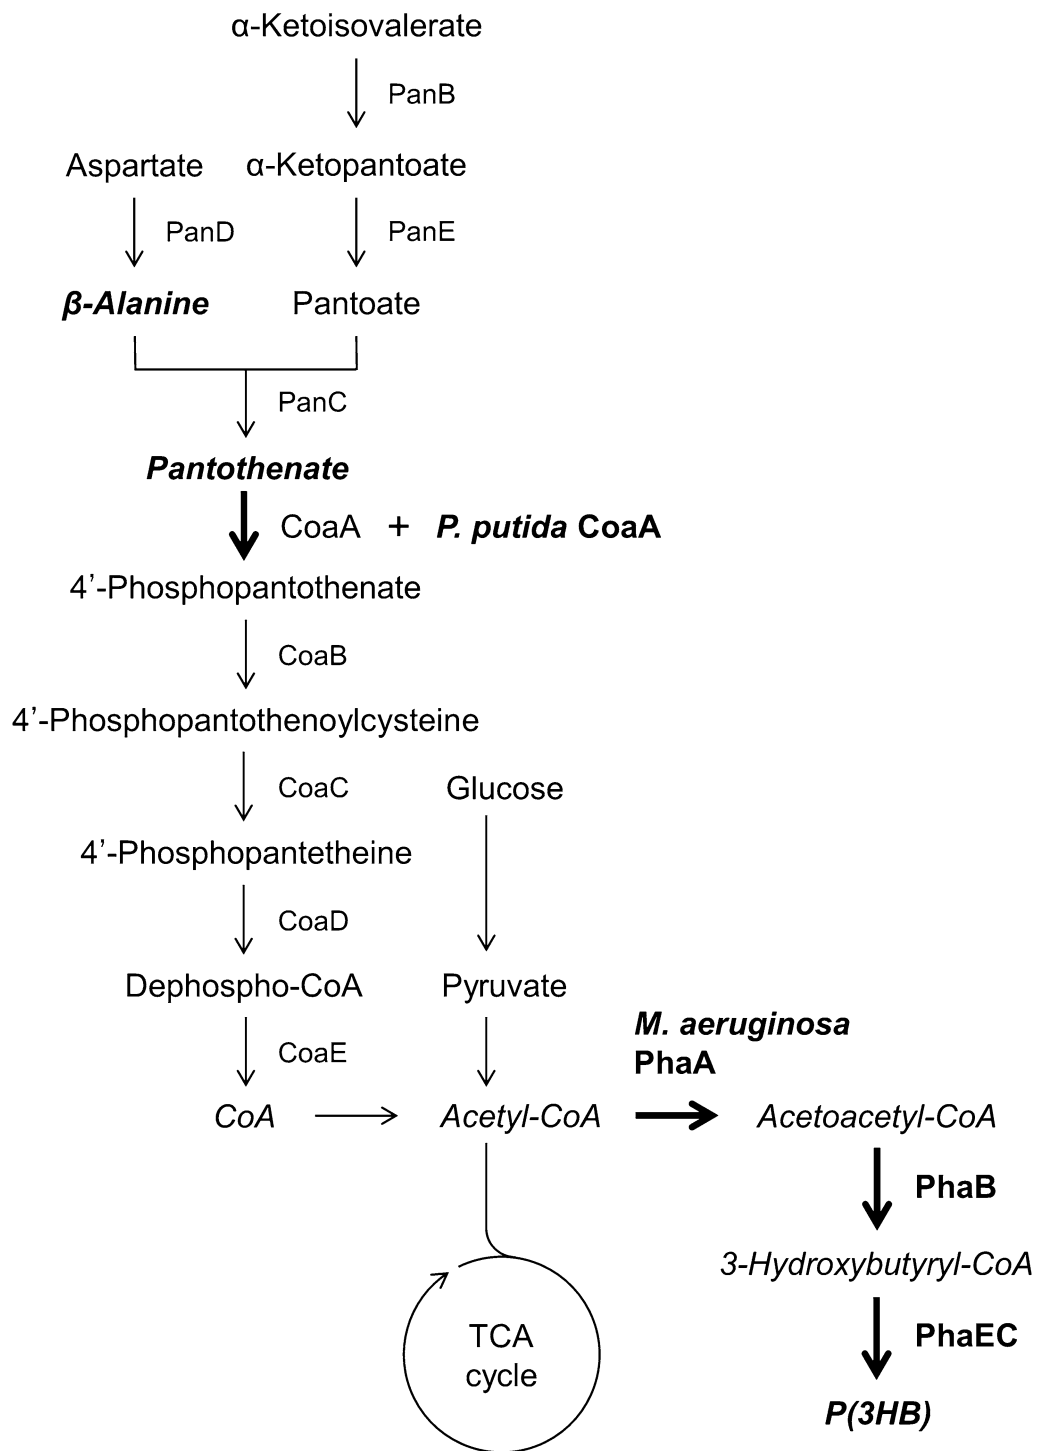 α-Ketoisovalerate
PanB
Aspartate α-Ketopantoate
PanD PanE
β-Alanine Pantoate
PanC
Pantothenate
CoaA + P. putida CoaA
4’-Phosphopantothenate
CoaB
4’-Phosphopantothenoylcysteine
CoaC Glucose
4’-Phosphopantetheine
CoaD
Dephospho-CoA Pyruvate
M. aeruginosa
CoaE PhaA
CoA Acetyl-CoA Acetoacetyl-CoA
PhaB
3-Hydroxybutyryl-CoA
TCA PhaEC
cycle
P(3HB)